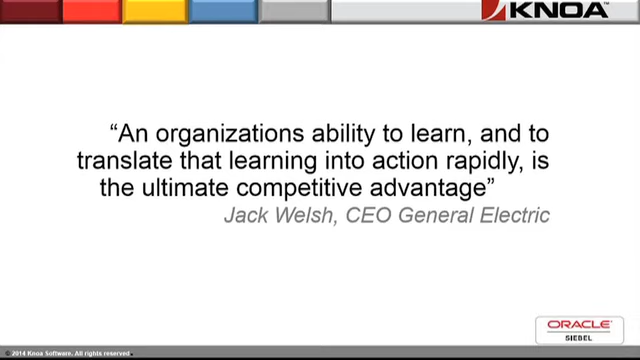 KNOA™
“An organizations ability to learn, and to
translate that learning into action rapidly, is
the ultimate competitive advantage”
Jack Welsh, CEO General Electric
ORACLE
SIEBEL
© 2014 Knoa Software. All rights reserved.